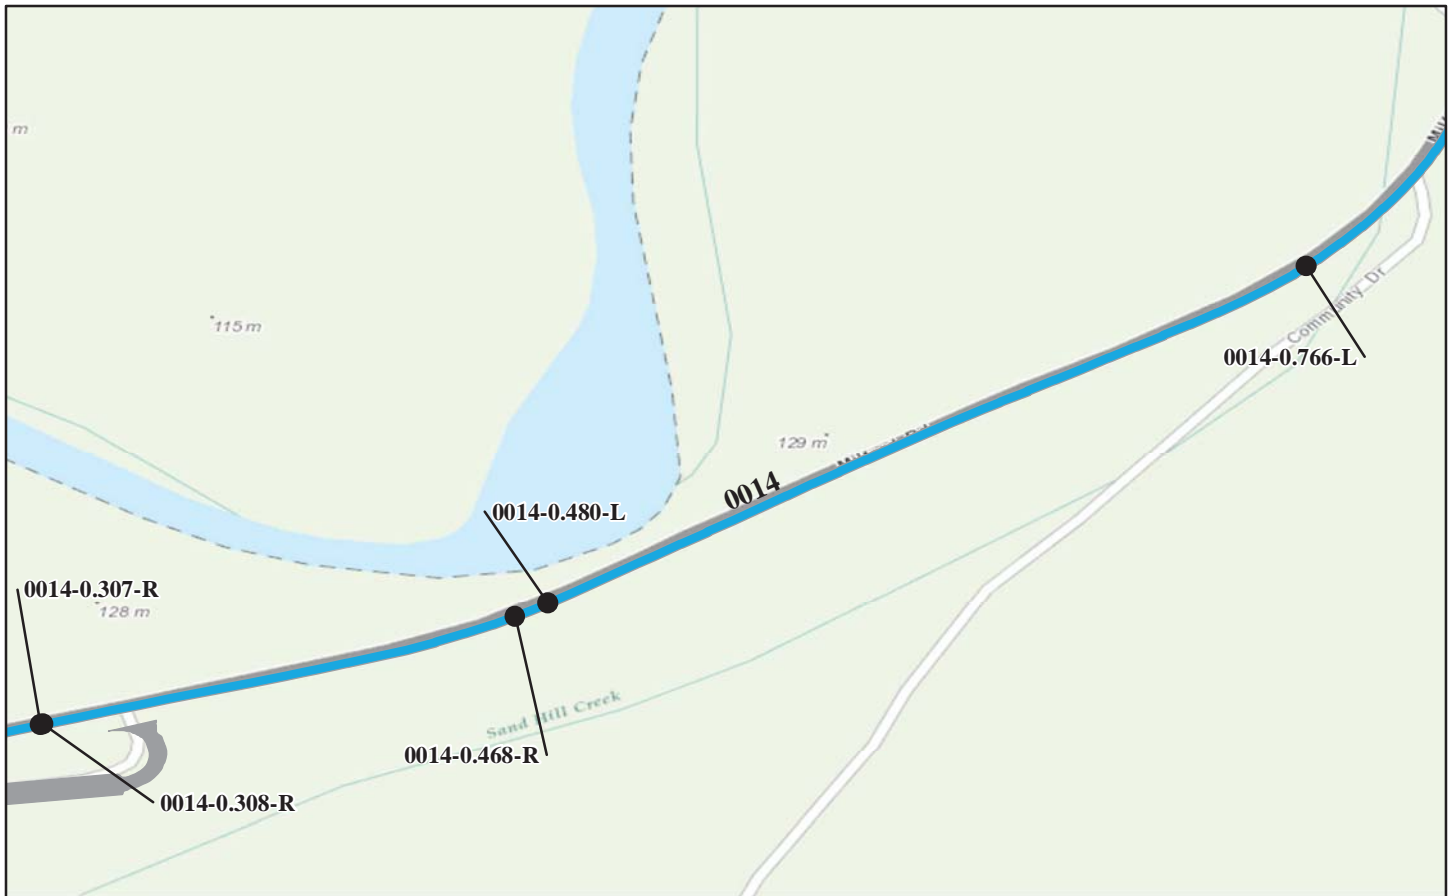 m
115 m
0014-0.766-L
Community Dr
129 m
0014
0014-0.480-L
0014-0.307-R
128 m
Sand Hill Creek
0014-0.468-R
0014-0.308-R